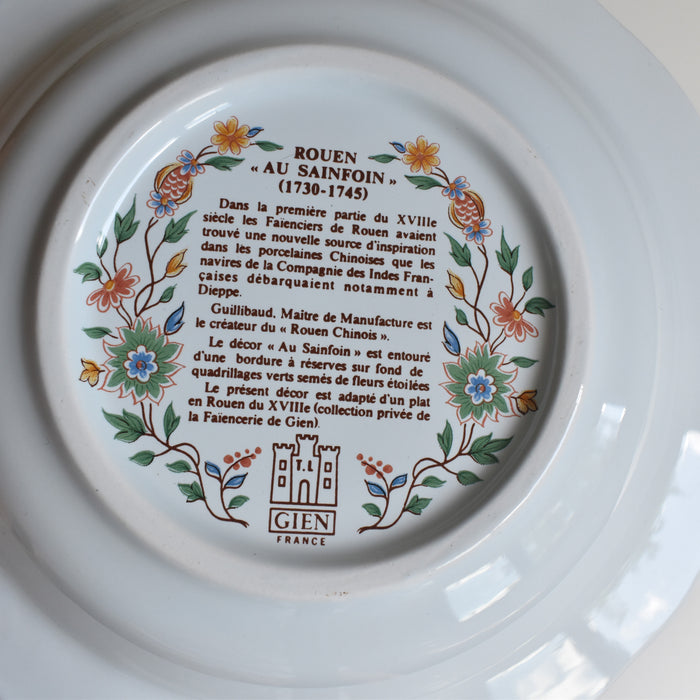 ROUEN
« AU SAINFOIN »
(1730-1745)
Dans la première partie du XVIIIe
siècle les Faïenciers de Rouen avaient
trouvé une nouvelle source d'inspiration
dans les porcelaines Chinoises que les
navires de la Compagnie des Indes Fran-
çaises débarquaient notamment à
Dieppe.
Guillibaud, Maitre de Manufacture est
le créateur du « Rouen Chinois ».
Le décor « Au Sainfoin » est entouré
d'une bordure à réserves sur fond de
quadrillages verts semés de fleurs étoilées
Le présent décor est adapté d'un plat
en Rouen du XVIIIe (collection privée de
la Faïencerie de Gien).
T.L
GIEN
FRANCE